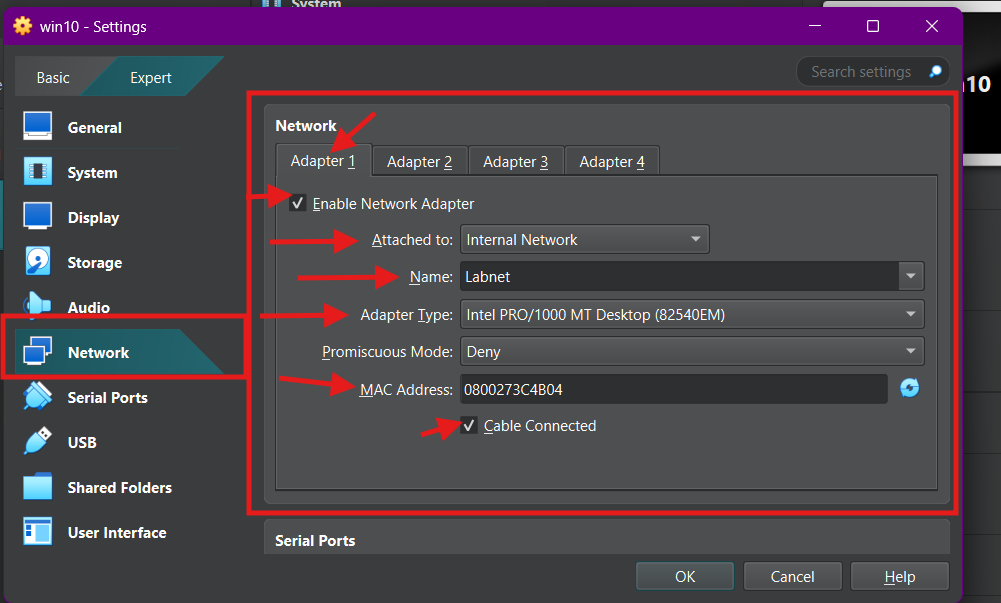 System
win10 - Settings
Basic
Expert
Search settings
10
General
System
Display
Storage
Audio
Network
Serial Ports
USB
Shared Folders
User Interface
Network
Adapter 1
Adapter 2
Adapter 3
Adapter 4
Enable Network Adapter
Attached to: Internal Network
Name: Labnet
Adapter Type: Intel PRO/1000 MT Desktop (82540EM)
Promiscuous Mode: Deny
MAC Address: 0800273C4B04
Cable Connected
Serial Ports
OK
Cancel
Help